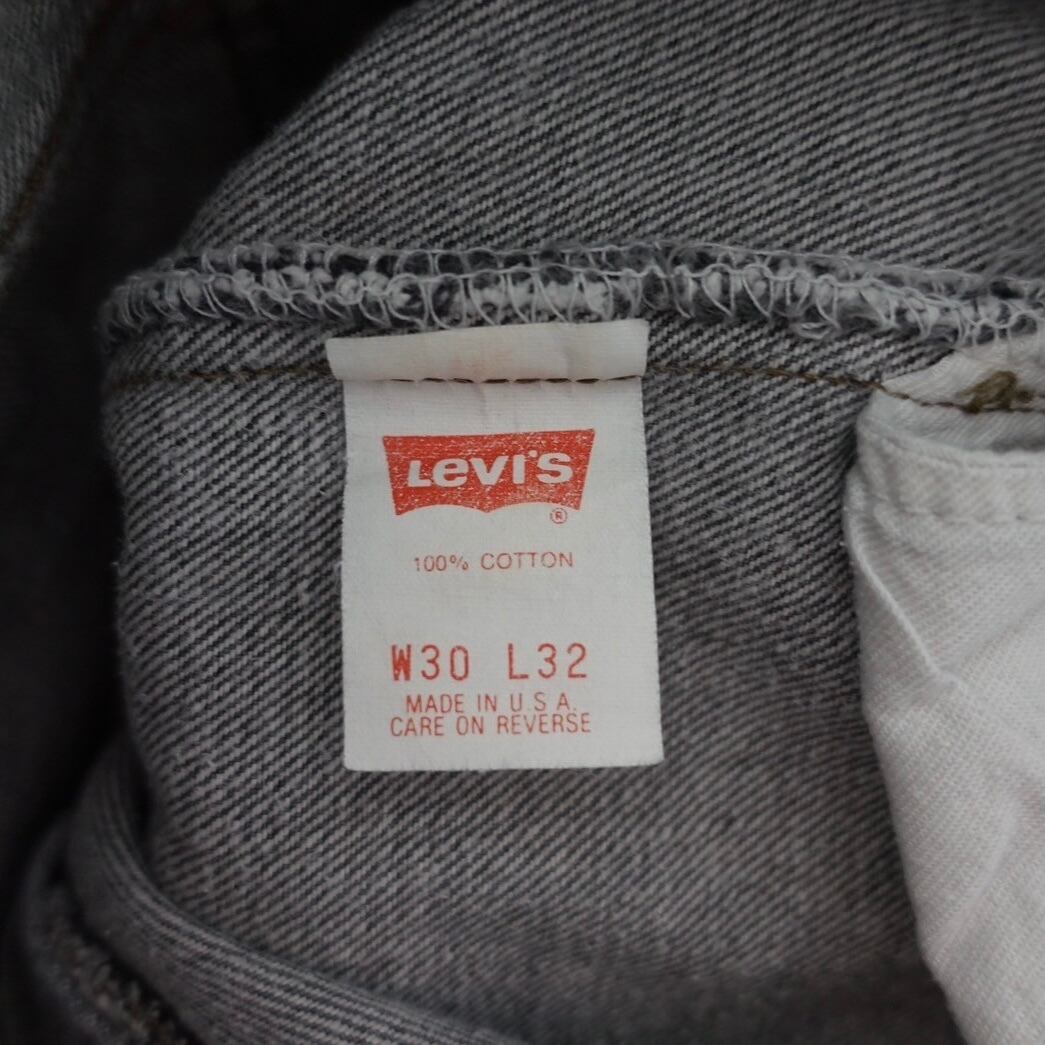 Levi's
®
100% COTTON
W30 L32
MADE IN U.S.A.
CARE ON REVERSE